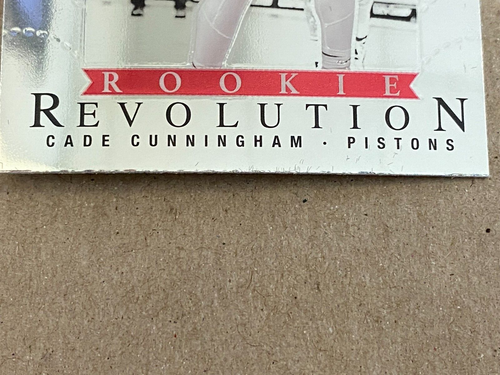 ROOKIE
REVOLUTION
CADE CUNNINGHAM · PISTONS